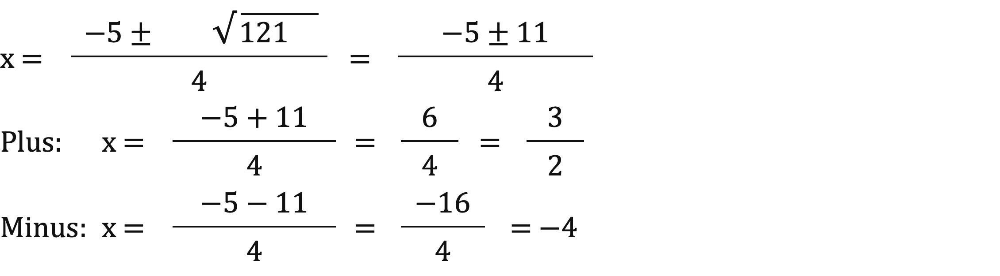 x = (−5 ± √121)/4 = (−5 ± 11)/4
Plus: x = (−5 + 11)/4 = 6/4 = 3/2
Minus: x = (−5 − 11)/4 = −16/4 = −4